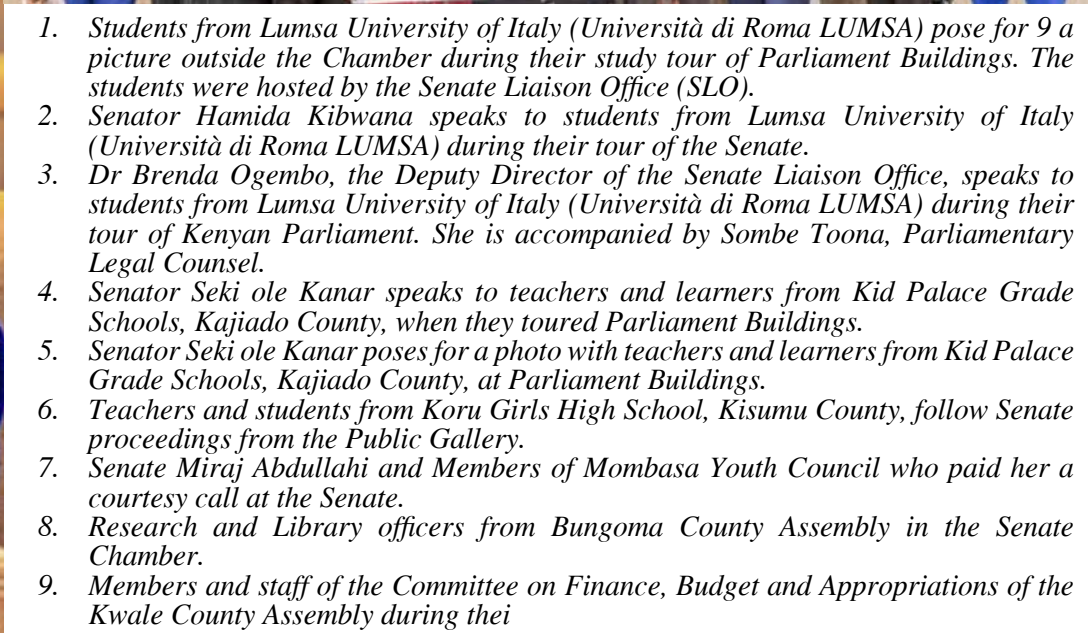 1. Students from Lumsa University of Italy (Università di Roma LUMSA) pose for 9 a
picture outside the Chamber during their study tour of Parliament Buildings. The
students were hosted by the Senate Liaison Office (SLO).
2. Senator Hamida Kibwana speaks to students from Lumsa University of Italy
(Università di Roma LUMSA) during their tour of the Senate.
3. Dr Brenda Ogembo, the Deputy Director of the Senate Liaison Office, speaks to
students from Lumsa University of Italy (Università di Roma LUMSA) during their
tour of Kenyan Parliament. She is accompanied by Sombe Toona, Parliamentary
Legal Counsel.
4. Senator Seki ole Kanar speaks to teachers and learners from Kid Palace Grade
Schools, Kajiado County, when they toured Parliament Buildings.
5. Senator Seki ole Kanar poses for a photo with teachers and learners from Kid Palace
Grade Schools, Kajiado County, at Parliament Buildings.
6. Teachers and students from Koru Girls High School, Kisumu County, follow Senate
proceedings from the Public Gallery.
7. Senate Miraj Abdullahi and Members of Mombasa Youth Council who paid her a
courtesy call at the Senate.
8. Research and Library officers from Bungoma County Assembly in the Senate
Chamber.
9. Members and staff of the Committee on Finance, Budget and Appropriations of the
Kwale County Assembly during thei